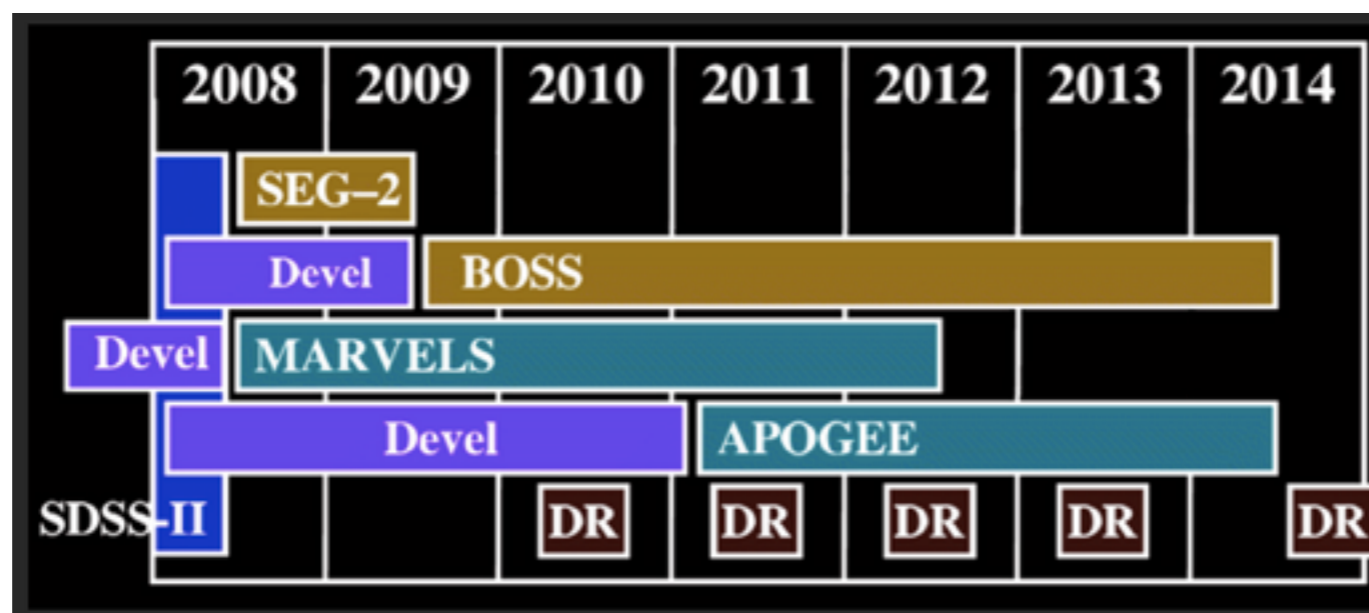 2008 2009 2010 2011 2012 2013 2014
SEG–2
Devel BOSS
Devel MARVELS
Devel APOGEE
SDSS-II DR DR DR DR DR